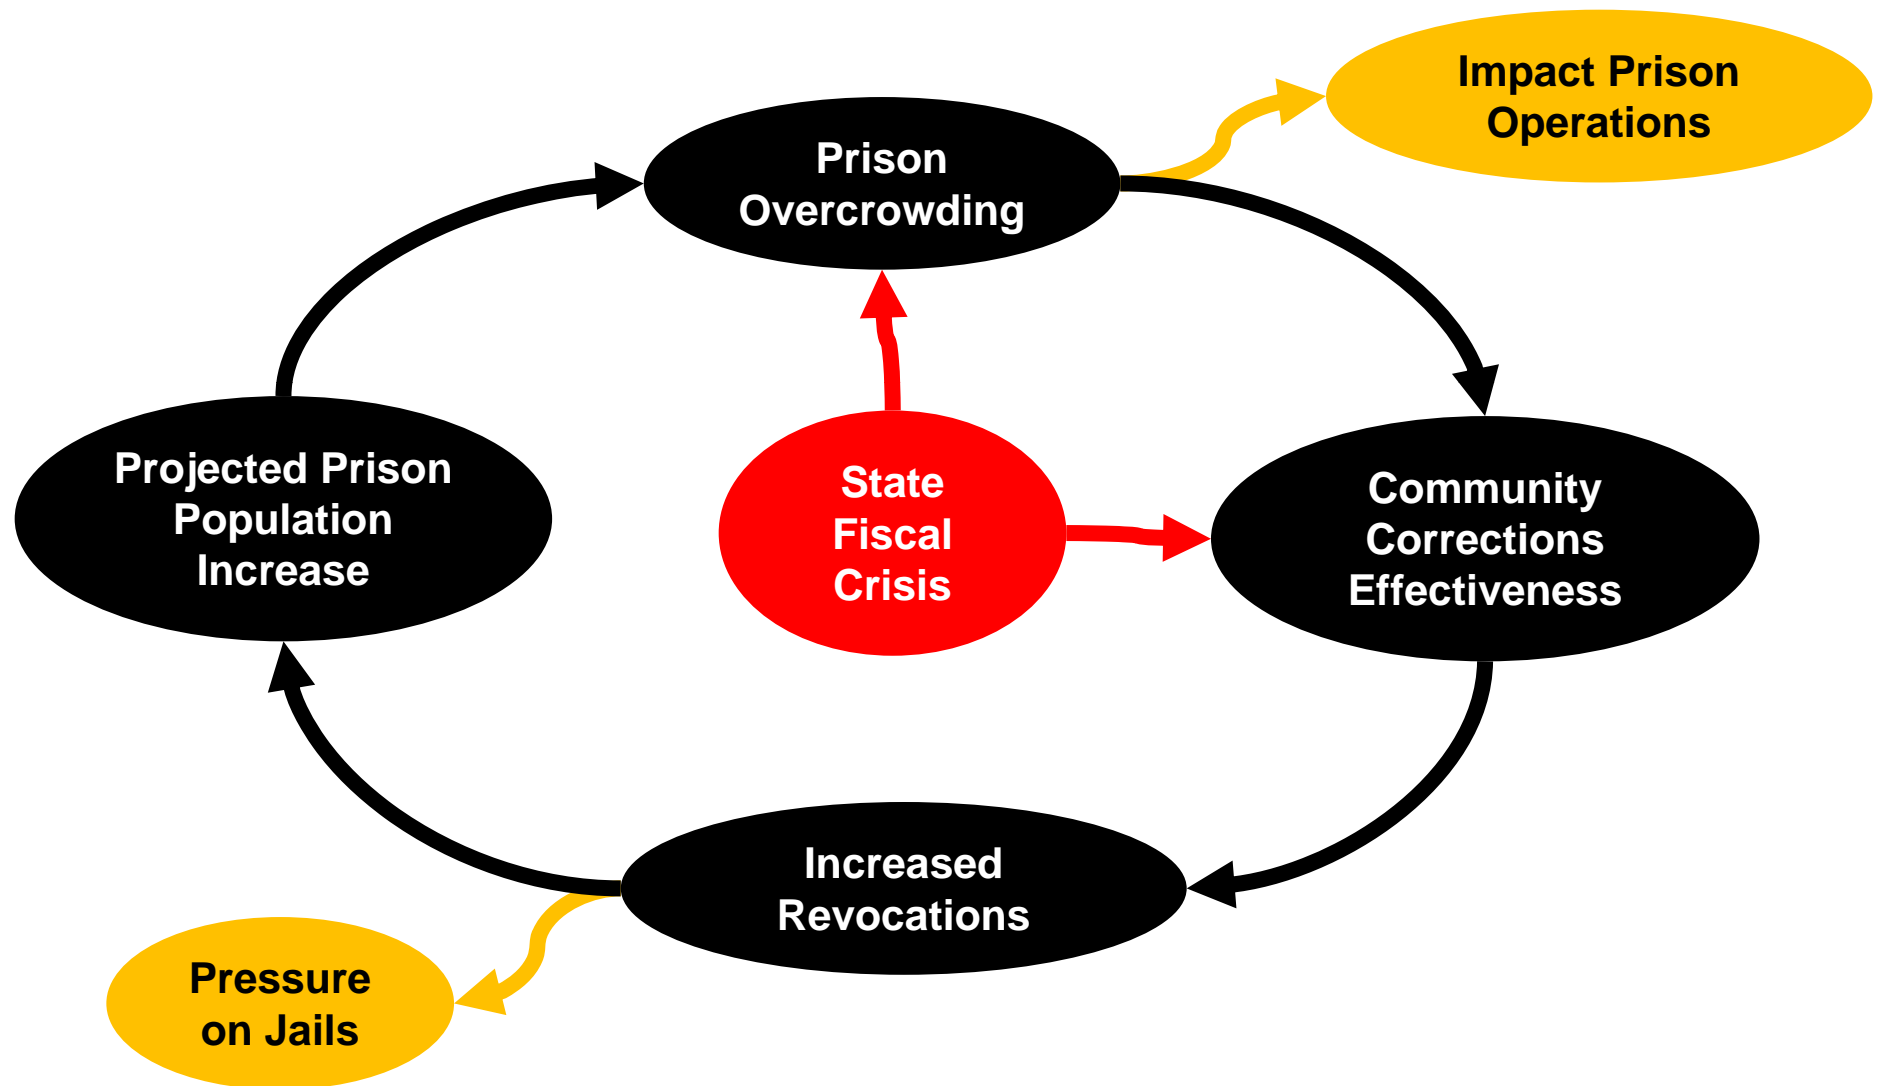 Impact Prison
Operations
Prison
Overcrowding
Projected Prison
Population
Increase
State
Fiscal
Crisis
Community
Corrections
Effectiveness
Increased
Revocations
Pressure
on Jails